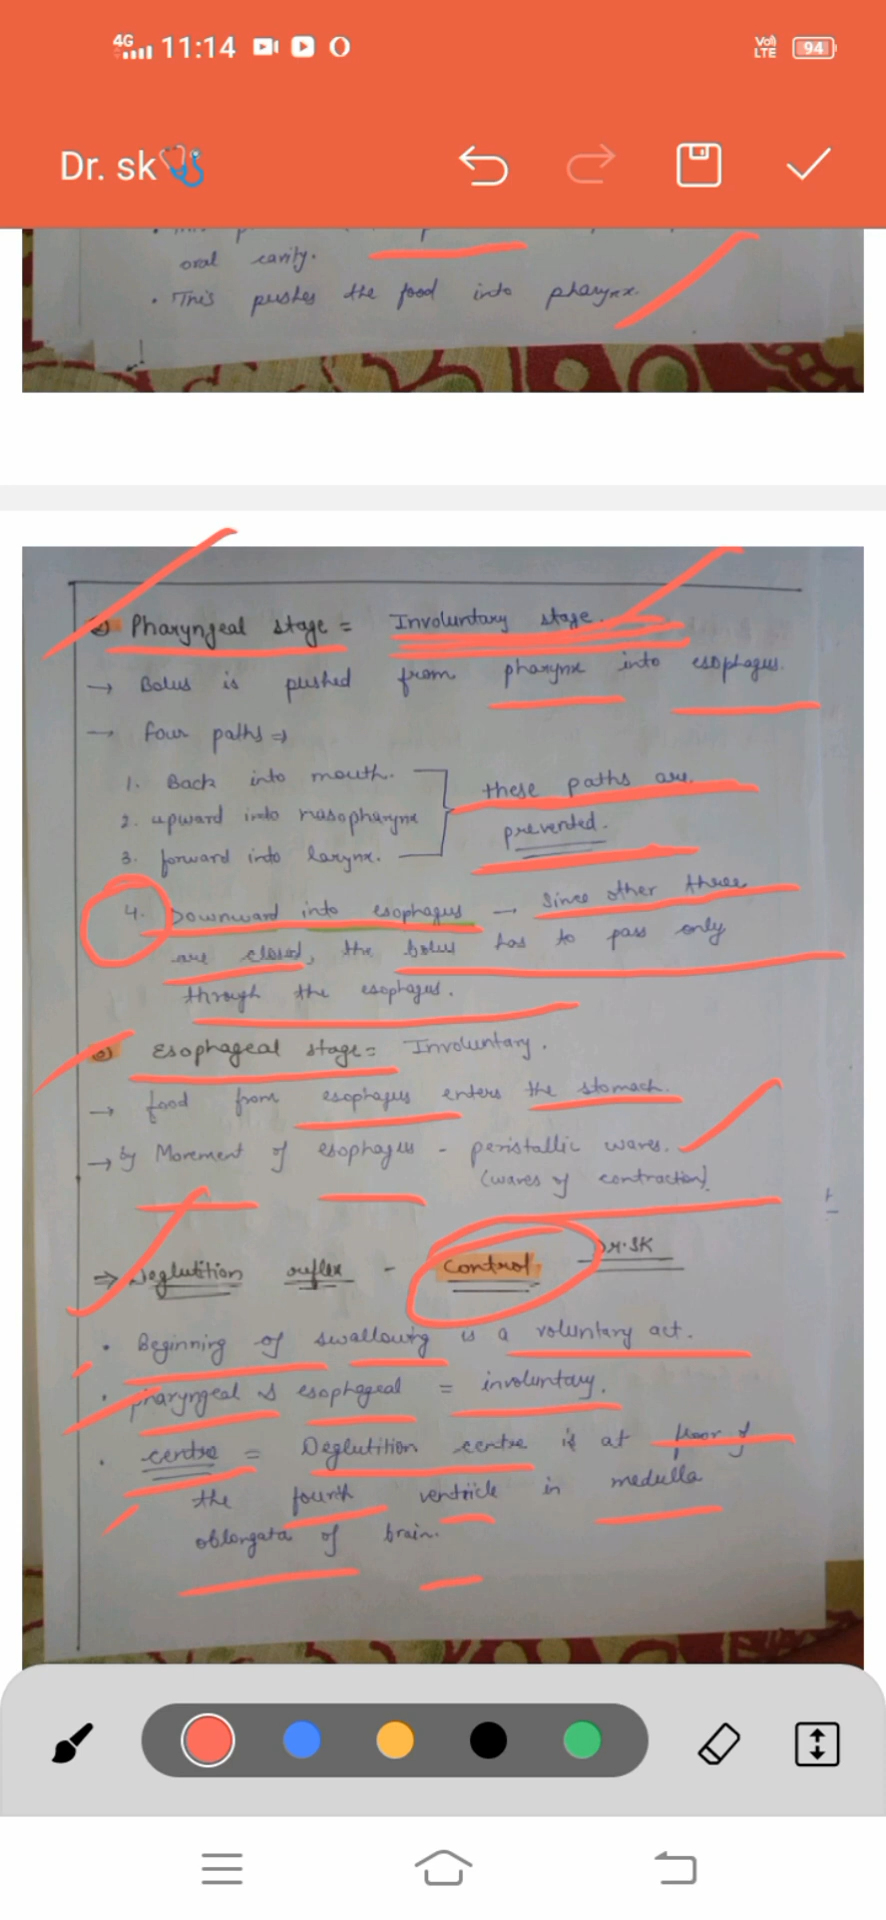 4G 11:14 Vo) LTE 94
Dr. sk
oral cavity.
• This pushes the food into pharynx.
Pharyngeal stage = Involuntary stage.
→ Bolus is pushed from pharynx into esophagus.
→ four paths ⇒
1. Back into mouth.
2. upward into nasopharynx
3. forward into larynx.
these paths are
prevented.
4. Downward into esophagus — Since other three
are closed, the bolus has to pass only
through the esophagus.
Esophageal stage = Involuntary.
→ food from esophagus enters the stomach.
→ by Movement of esophagus - peristaltic waves.
(waves of contraction)
⇒ Deglutition reflex - Control Dr.SK
• Beginning of swallowing is a voluntary act.
• pharyngeal & esophageal = involuntary.
• centre = Deglutition centre is at floor of
the fourth ventricle in medulla
oblongata of brain.